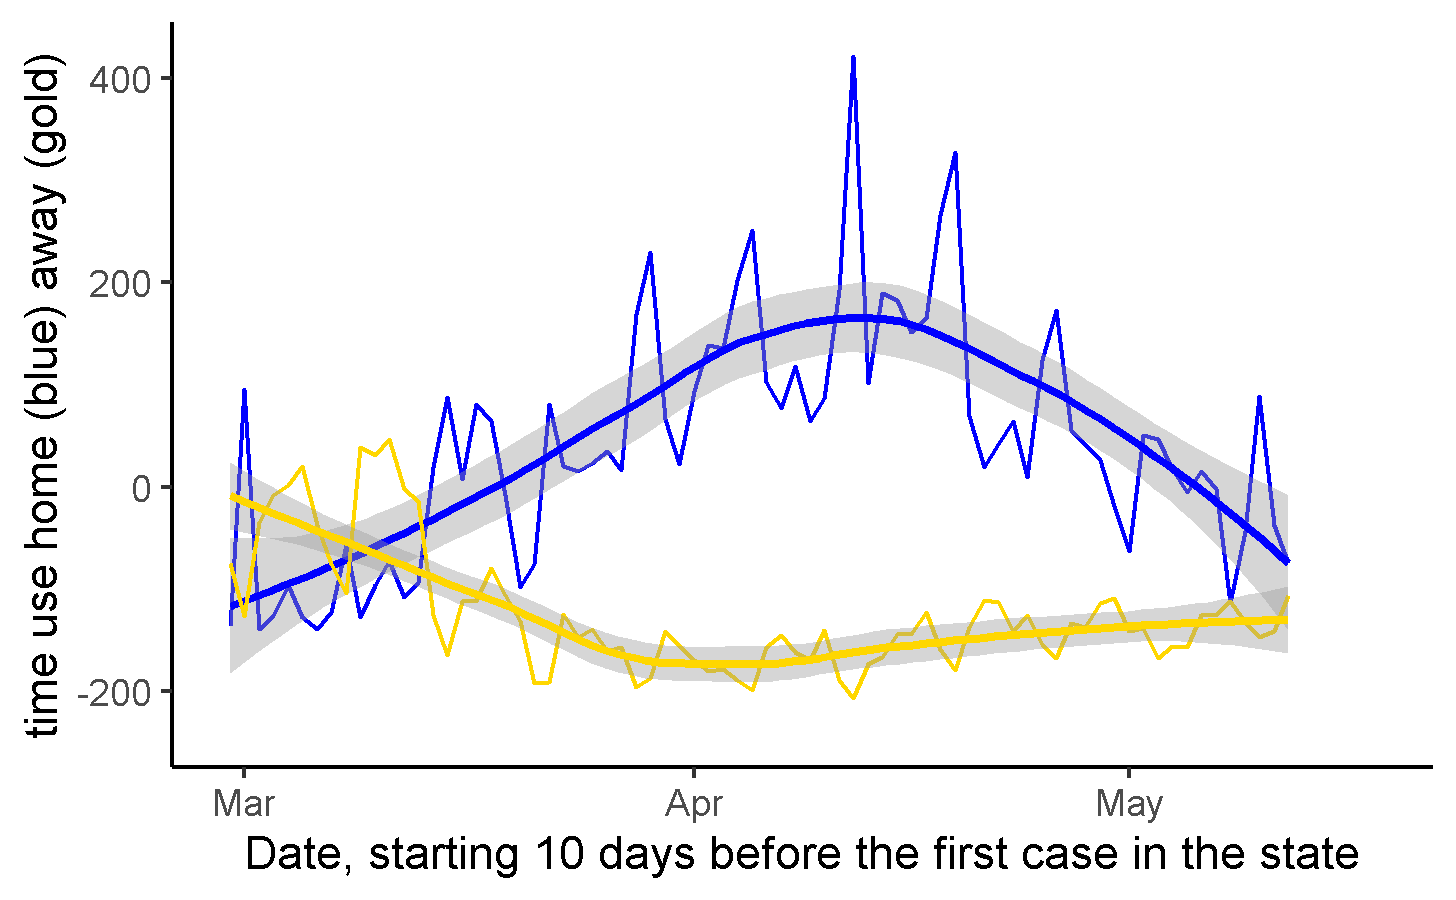 time use home (blue) away (gold)
400
200
0
-200
Mar
Apr
May
Date, starting 10 days before the first case in the state